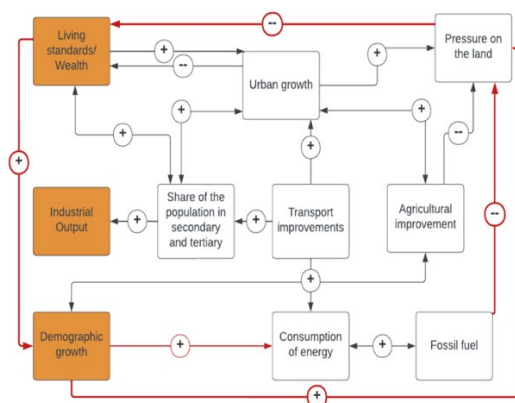 --
Living
standards/
Wealth
+
--
Urban growth
+
Pressure on
the land
+
+
+
--
+
+
--
Industrial
Output
+
Share of the
population in
secondary
and tertiary
+
Transport
improvements
Agricultural
improvement
+
+
Demographic
growth
+
Consumption
of energy
+
Fossil fuel
+